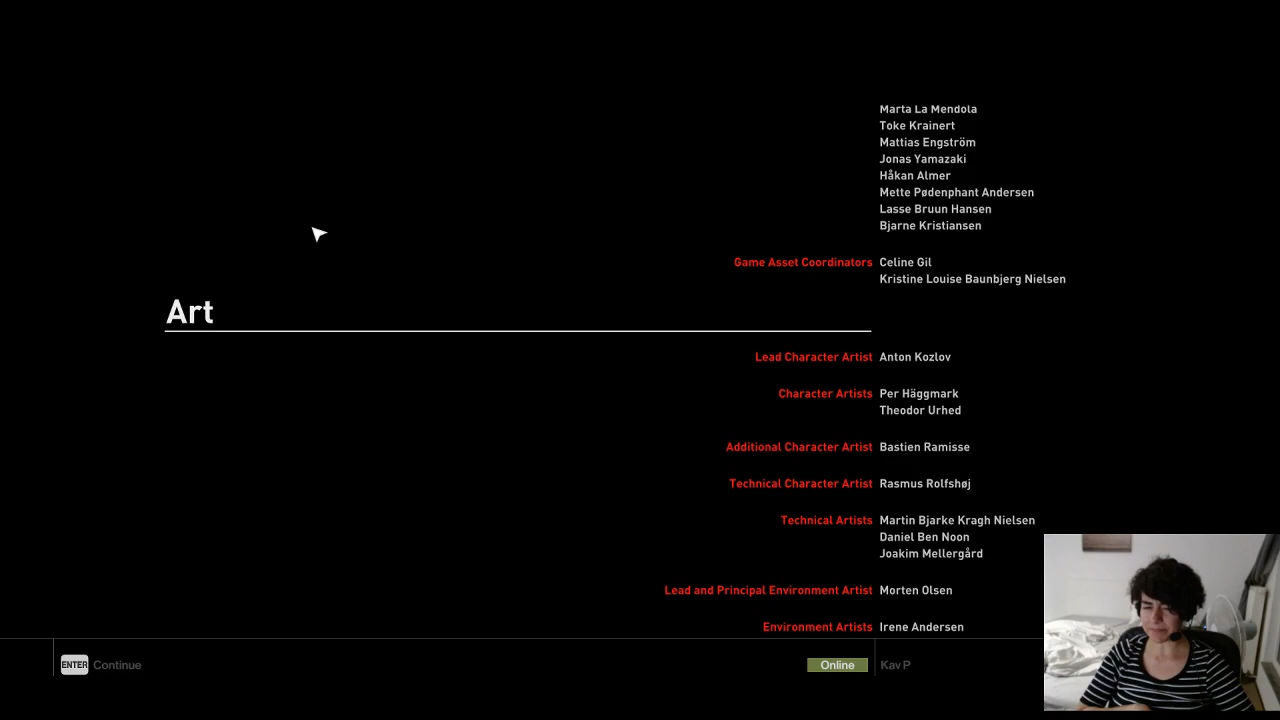 Marta La Mendola
Toke Krainert
Mattias Engström
Jonas Yamazaki
Håkan Almer
Mette Pødenphant Andersen
Lasse Bruun Hansen
Bjarne Kristiansen
Game Asset Coordinators Celine Gil
Kristine Louise Baunbjerg Nielsen
Art
Lead Character Artist Anton Kozlov
Character Artists Per Häggmark
Theodor Urhed
Additional Character Artist Bastien Ramisse
Technical Character Artist Rasmus Rolfshøj
Technical Artists Martin Bjarke Kragh Nielsen
Daniel Ben Noon
Joakim Mellergård
Lead and Principal Environment Artist Morten Olsen
Environment Artists Irene Andersen
ENTER Continue Online Kav P